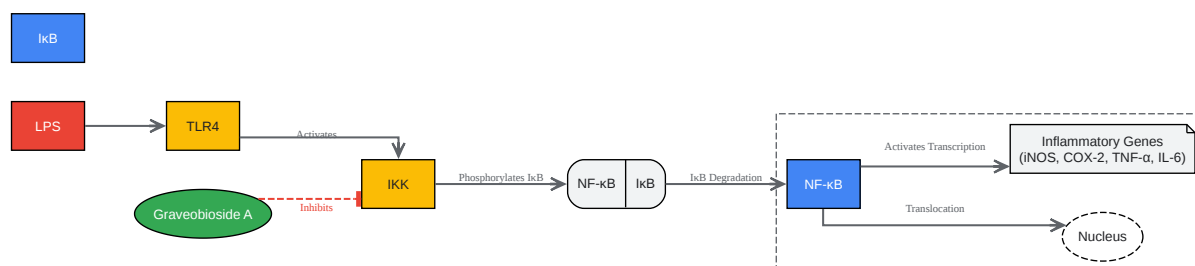 IκB
LPS
TLR4
Activates
IKK
Graveobioside A
Inhibits
Phosphorylates IκB
NF-κB
IκB
IκB Degradation
NF-κB
Activates Transcription
Inflammatory Genes
(iNOS, COX-2, TNF-α, IL-6)
Translocation
Nucleus